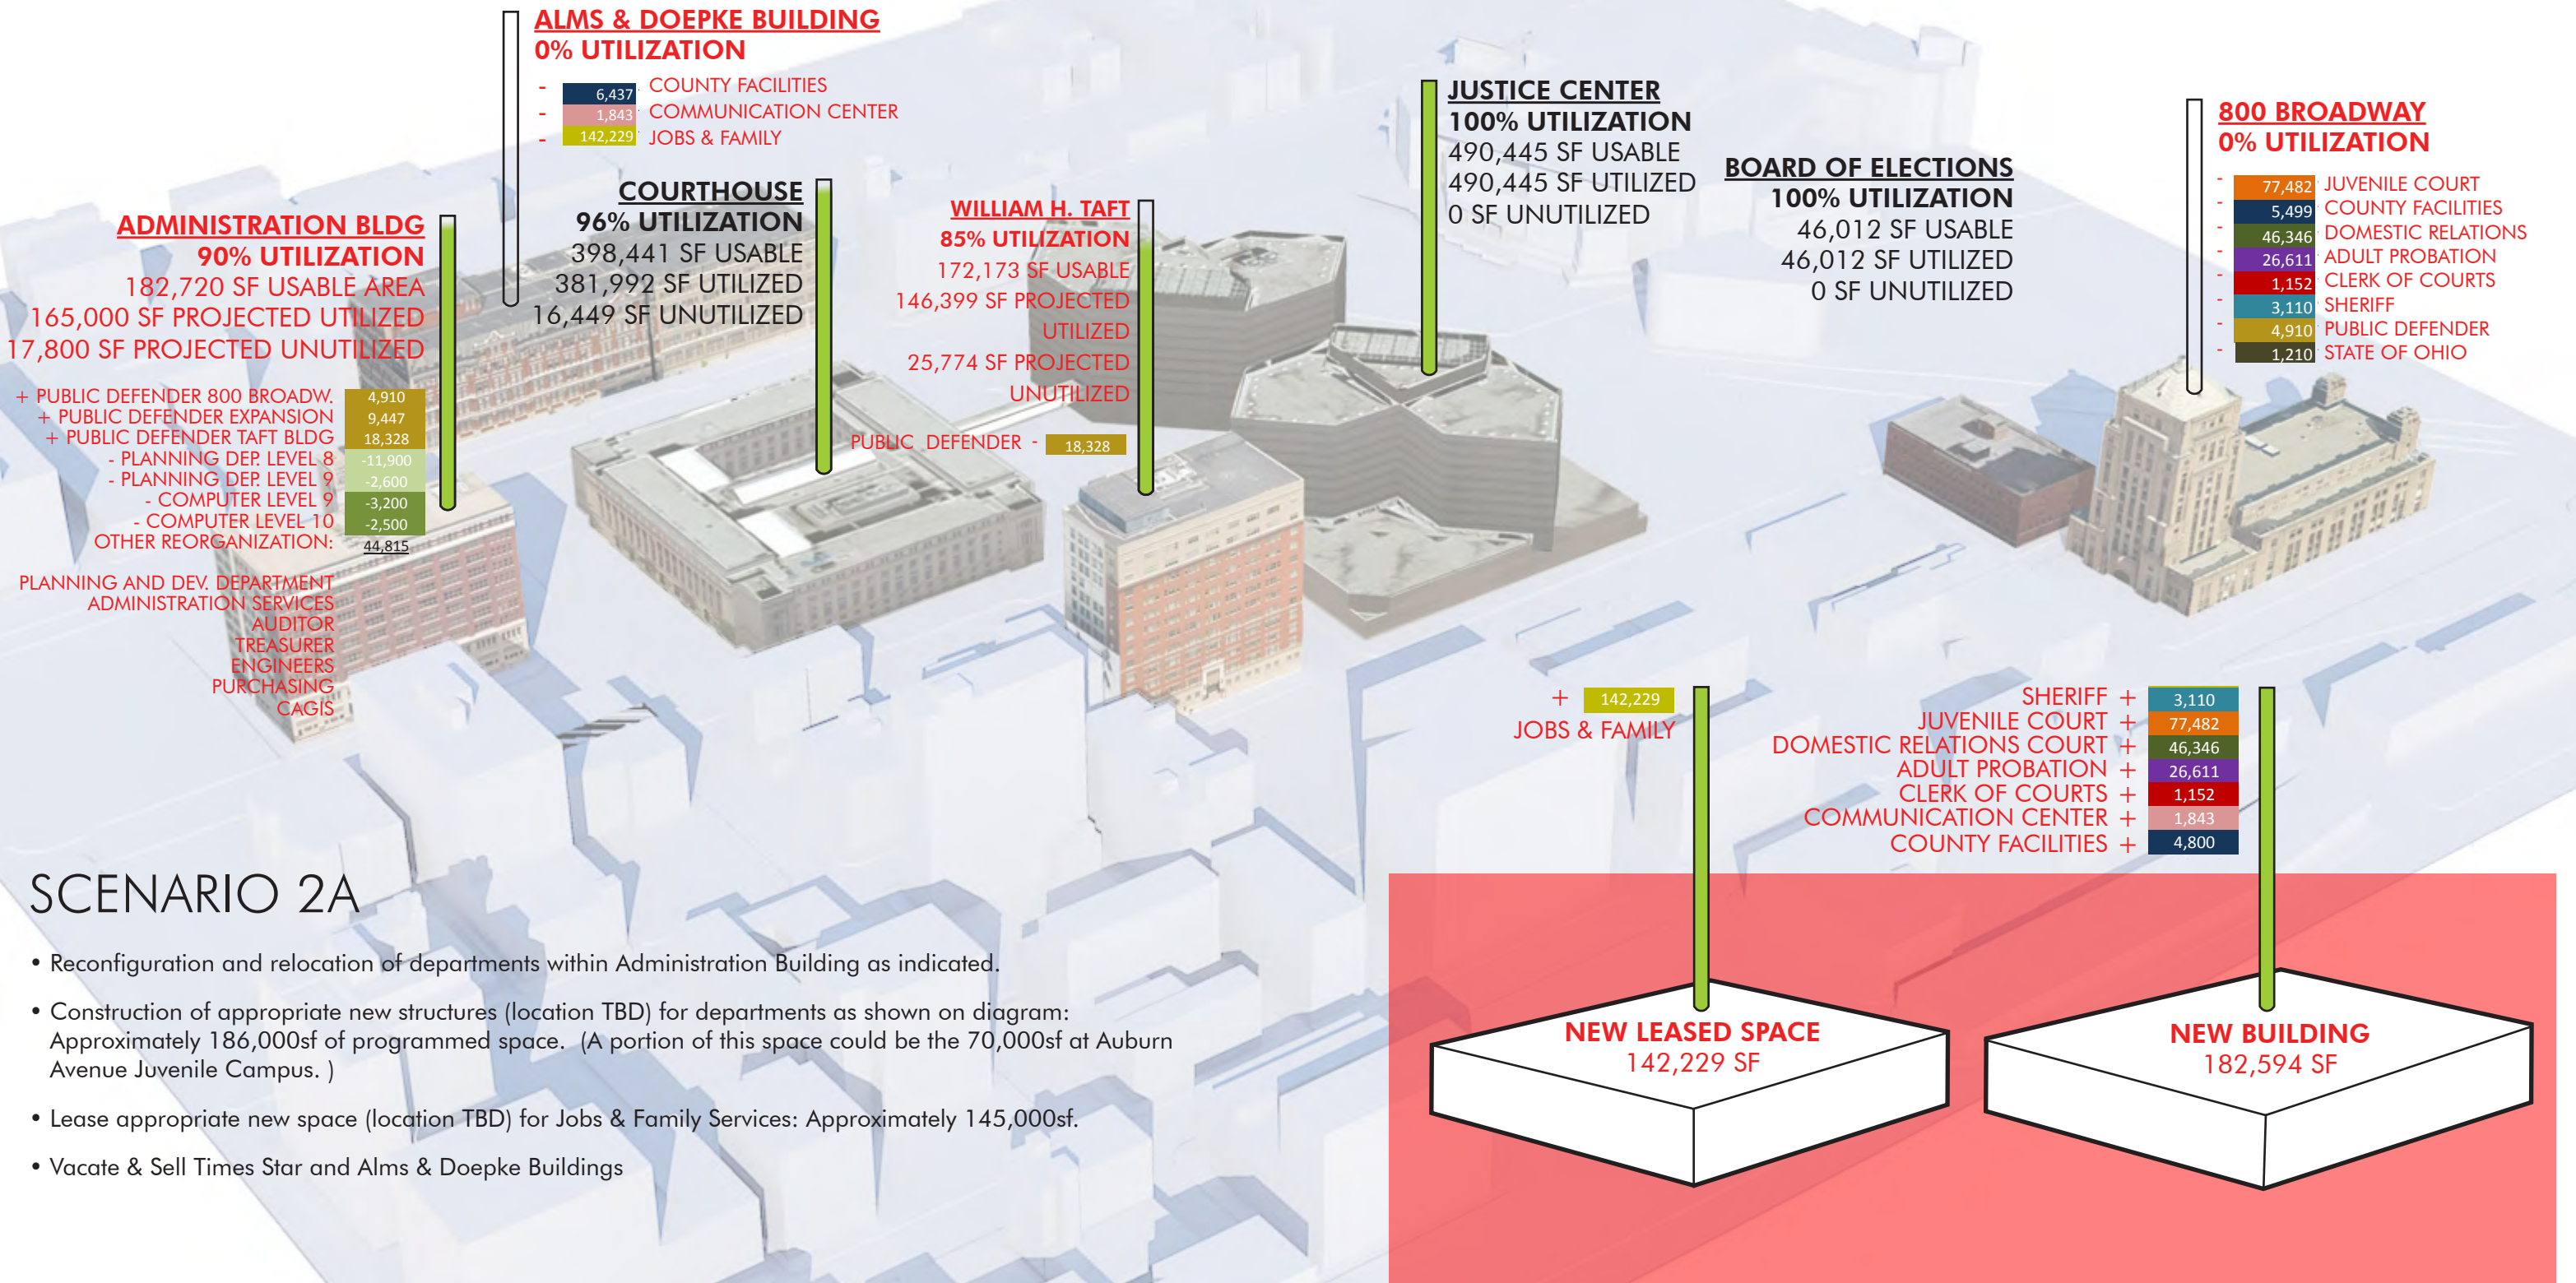 ALMS & DOEPKE BUILDING
0% UTILIZATION
- 6,437 COUNTY FACILITIES
- 1,843 COMMUNICATION CENTER
- 142,229 JOBS & FAMILY
COURTHOUSE
96% UTILIZATION
398,441 SF USABLE
381,992 SF UTILIZED
16,449 SF UNUTILIZED
ADMINISTRATION BLDG
90% UTILIZATION
182,720 SF USABLE AREA
165,000 SF PROJECTED UTILIZED
17,800 SF PROJECTED UNUTILIZED
+ PUBLIC DEFENDER 800 BROADW. 4,910
+ PUBLIC DEFENDER EXPANSION 9,447
+ PUBLIC DEFENDER TAFT BLDG 18,328
- PLANNING DEP. LEVEL 8 -11,900
- PLANNING DEP. LEVEL 9 -2,600
- COMPUTER LEVEL 9 -3,200
- COMPUTER LEVEL 10 -2,500
OTHER REORGANIZATION: 44,815
PLANNING AND DEV. DEPARTMENT
ADMINISTRATION SERVICES
AUDITOR
TREASURER
ENGINEERS
PURCHASING
CAGIS
WILLIAM H. TAFT
85% UTILIZATION
172,173 SF USABLE
146,399 SF PROJECTED
UTILIZED
25,774 SF PROJECTED
UNUTILIZED
PUBLIC DEFENDER - 18,328
JUSTICE CENTER
100% UTILIZATION
490,445 SF USABLE
490,445 SF UTILIZED
0 SF UNUTILIZED
BOARD OF ELECTIONS
100% UTILIZATION
46,012 SF USABLE
46,012 SF UTILIZED
0 SF UNUTILIZED
800 BROADWAY
0% UTILIZATION
- 77,482 JUVENILE COURT
- 5,499 COUNTY FACILITIES
- 46,346 DOMESTIC RELATIONS
- 26,611 ADULT PROBATION
- 1,152 CLERK OF COURTS
- 3,110 SHERIFF
- 4,910 PUBLIC DEFENDER
- 1,210 STATE OF OHIO
+ 142,229
JOBS & FAMILY
SHERIFF + 3,110
JUVENILE COURT + 77,482
DOMESTIC RELATIONS COURT + 46,346
ADULT PROBATION + 26,611
CLERK OF COURTS + 1,152
COMMUNICATION CENTER + 1,843
COUNTY FACILITIES + 4,800
NEW LEASED SPACE
142,229 SF
NEW BUILDING
182,594 SF
SCENARIO 2A
• Reconfiguration and relocation of departments within Administration Building as indicated.
• Construction of appropriate new structures (location TBD) for departments as shown on diagram:
Approximately 186,000sf of programmed space. (A portion of this space could be the 70,000sf at Auburn
Avenue Juvenile Campus. )
• Lease appropriate new space (location TBD) for Jobs & Family Services: Approximately 145,000sf.
• Vacate & Sell Times Star and Alms & Doepke Buildings